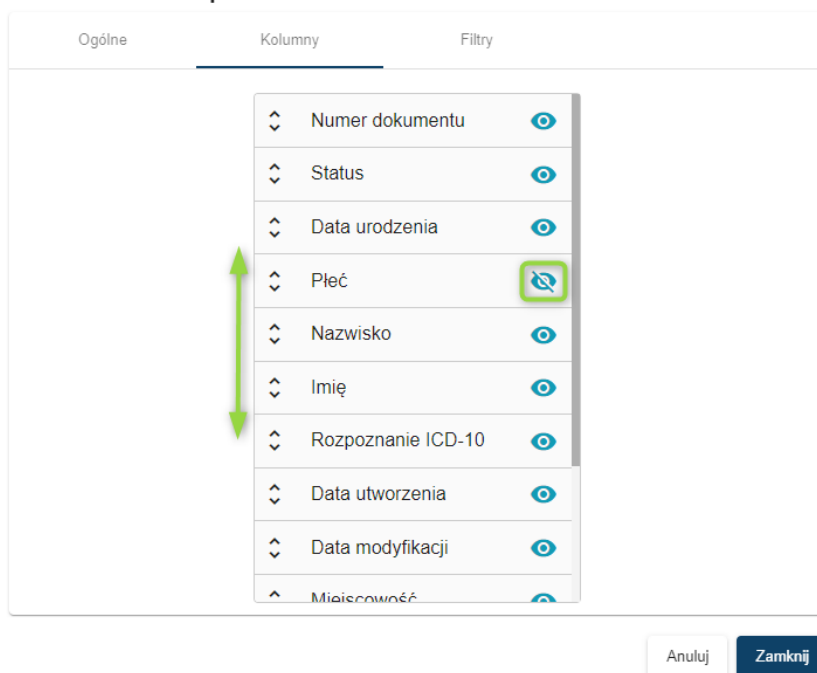 Ogólne Kolumny Filtry
Numer dokumentu
Status
Data urodzenia
Płeć
Nazwisko
Imię
Rozpoznanie ICD-10
Data utworzenia
Data modyfikacji
Miejscowość
Anuluj Zamknij